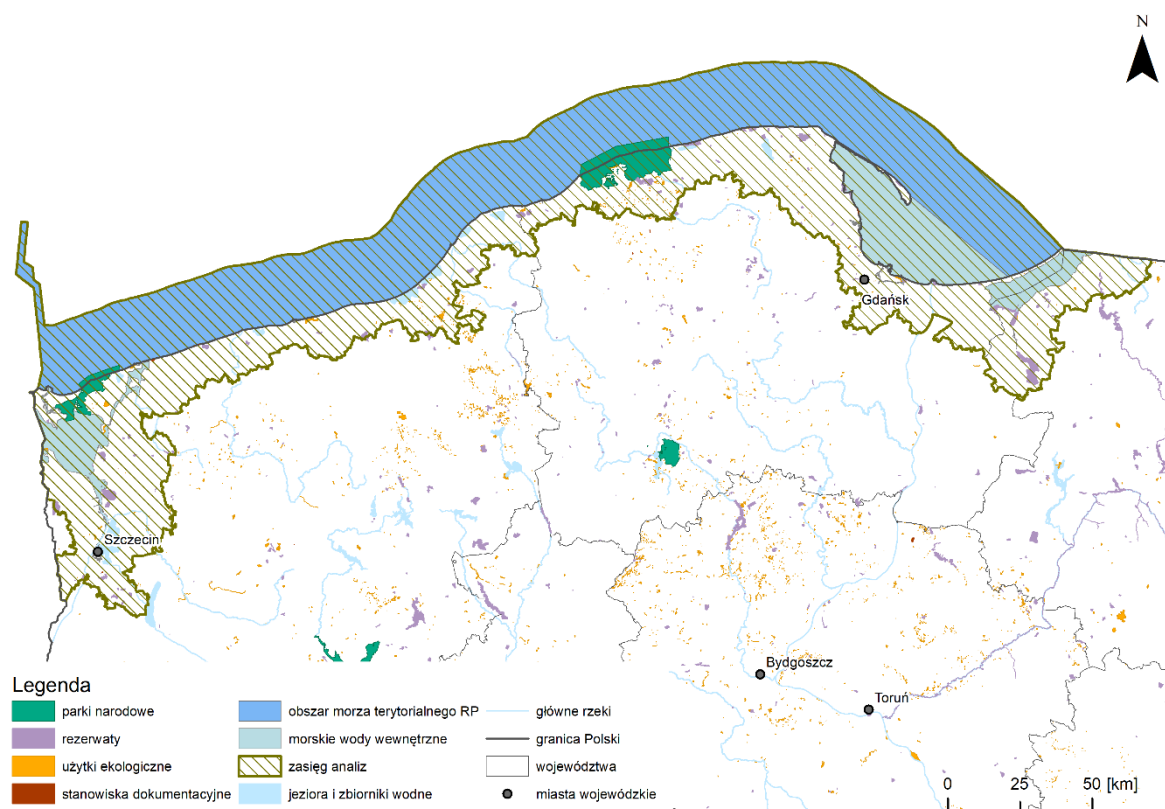 N
Gdańsk
Szczecin
Bydgoszcz
Toruń
Legenda
parki narodowe
rezerwaty
użytki ekologiczne
stanowiska dokumentacyjne
obszar morza terytorialnego RP
morskie wody wewnętrzne
zasięg analiz
jeziora i zbiorniki wodne
główne rzeki
granica Polski
województwa
miasta wojewódzkie
0 25 50 [km]